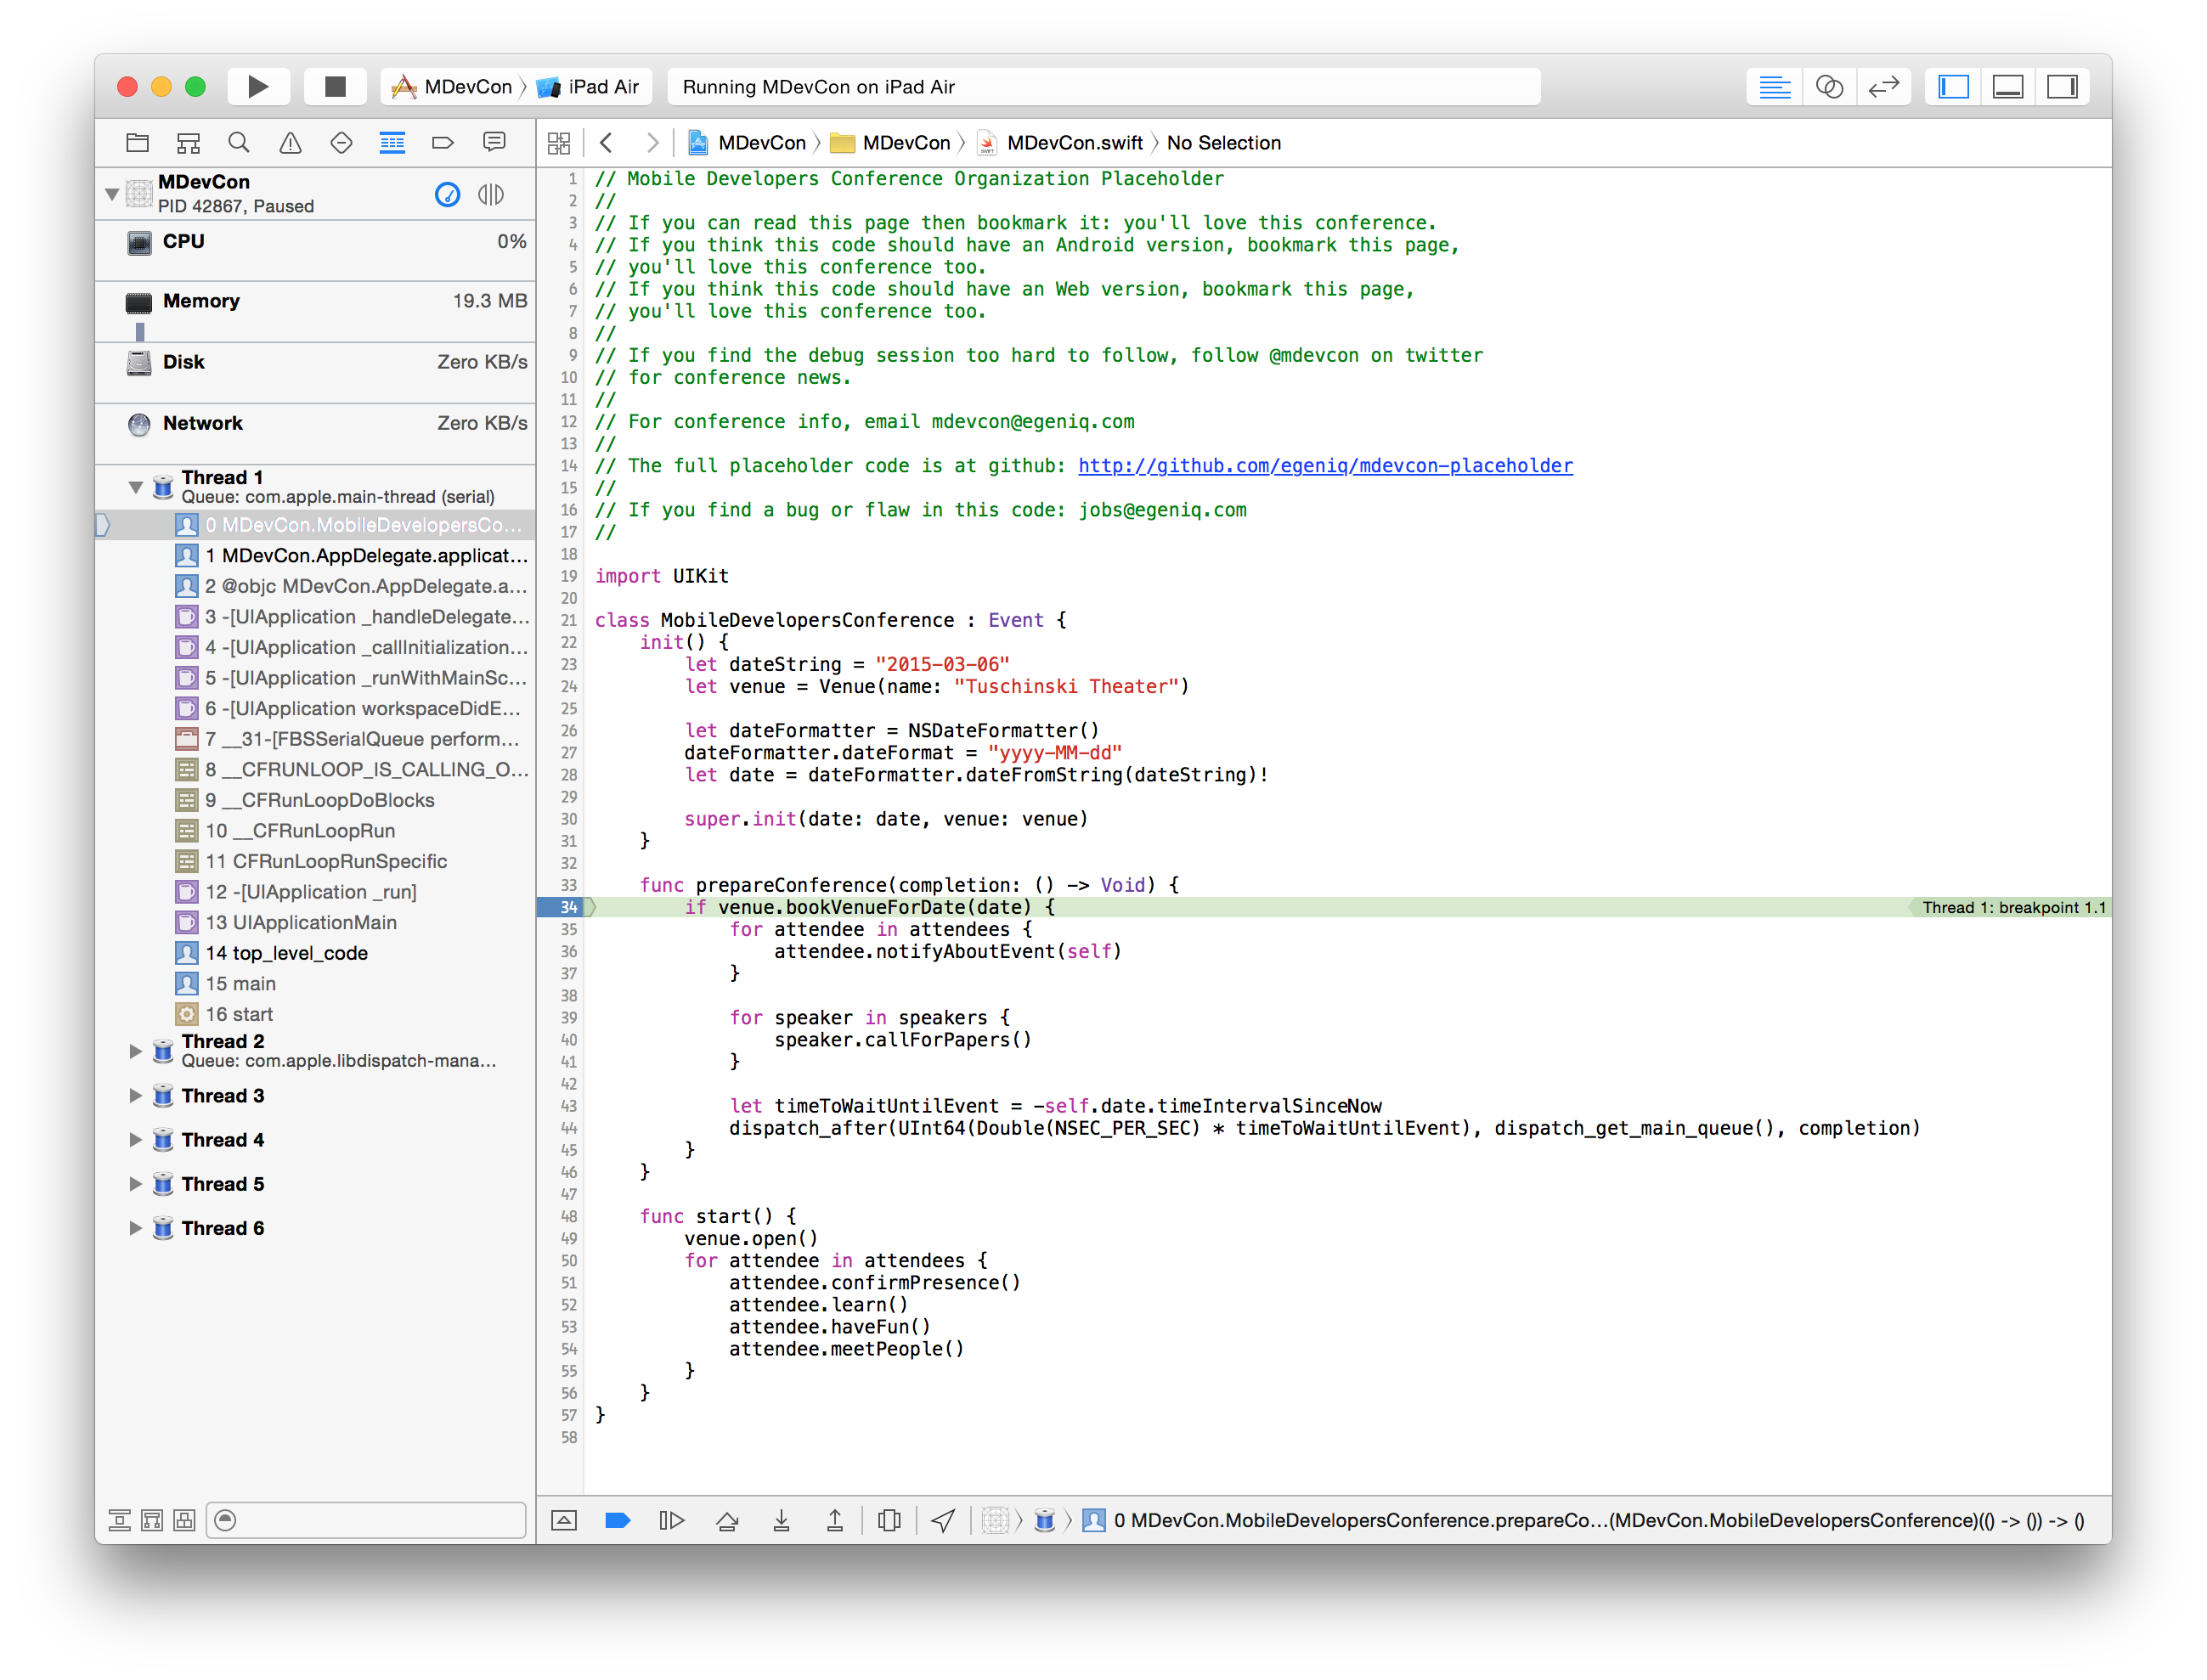 MDevCon 〉 iPad Air
Running MDevCon on iPad Air
MDevCon
PID 42867, Paused
CPU 0%
Memory 19.3 MB
Disk Zero KB/s
Network Zero KB/s
Thread 1
Queue: com.apple.main-thread (serial)
0 MDevCon.MobileDevelopersCo...
1 MDevCon.AppDelegate.applicat...
2 @objc MDevCon.AppDelegate.a...
3 -[UIApplication _handleDelegate...
4 -[UIApplication _callInitialization...
5 -[UIApplication _runWithMainSc...
6 -[UIApplication workspaceDidE...
7 __31-[FBSSerialQueue perform...
8 __CFRUNLOOP_IS_CALLING_O...
9 __CFRunLoopDoBlocks
10 __CFRunLoopRun
11 CFRunLoopRunSpecific
12 -[UIApplication _run]
13 UIApplicationMain
14 top_level_code
15 main
16 start
Thread 2
Queue: com.apple.libdispatch-mana...
Thread 3
Thread 4
Thread 5
Thread 6
MDevCon 〉 MDevCon 〉 MDevCon.swift 〉 No Selection
1 // Mobile Developers Conference Organization Placeholder
2 //
3 // If you can read this page then bookmark it: you'll love this conference.
4 // If you think this code should have an Android version, bookmark this page,
5 // you'll love this conference too.
6 // If you think this code should have an Web version, bookmark this page,
7 // you'll love this conference too.
8 //
9 // If you find the debug session too hard to follow, follow @mdevcon on twitter
10 // for conference news.
11 //
12 // For conference info, email mdevcon@egeniq.com
13 //
14 // The full placeholder code is at github: http://github.com/egeniq/mdevcon-placeholder
15 //
16 // If you find a bug or flaw in this code: jobs@egeniq.com
17 //
18
19 import UIKit
20
21 class MobileDevelopersConference : Event {
22     init() {
23         let dateString = "2015-03-06"
24         let venue = Venue(name: "Tuschinski Theater")
25
26         let dateFormatter = NSDateFormatter()
27         dateFormatter.dateFormat = "yyyy-MM-dd"
28         let date = dateFormatter.dateFromString(dateString)!
29
30         super.init(date: date, venue: venue)
31     }
32
33     func prepareConference(completion: () -> Void) {
34         if venue.bookVenueForDate(date) { Thread 1: breakpoint 1.1
35             for attendee in attendees {
36                 attendee.notifyAboutEvent(self)
37             }
38
39             for speaker in speakers {
40                 speaker.callForPapers()
41             }
42
43             let timeToWaitUntilEvent = -self.date.timeIntervalSinceNow
44             dispatch_after(UInt64(Double(NSEC_PER_SEC) * timeToWaitUntilEvent), dispatch_get_main_queue(), completion)
45         }
46     }
47
48     func start() {
49         venue.open()
50         for attendee in attendees {
51             attendee.confirmPresence()
52             attendee.learn()
53             attendee.haveFun()
54             attendee.meetPeople()
55         }
56     }
57 }
58
0 MDevCon.MobileDevelopersConference.prepareCo...(MDevCon.MobileDevelopersConference)(() -> ()) -> ()